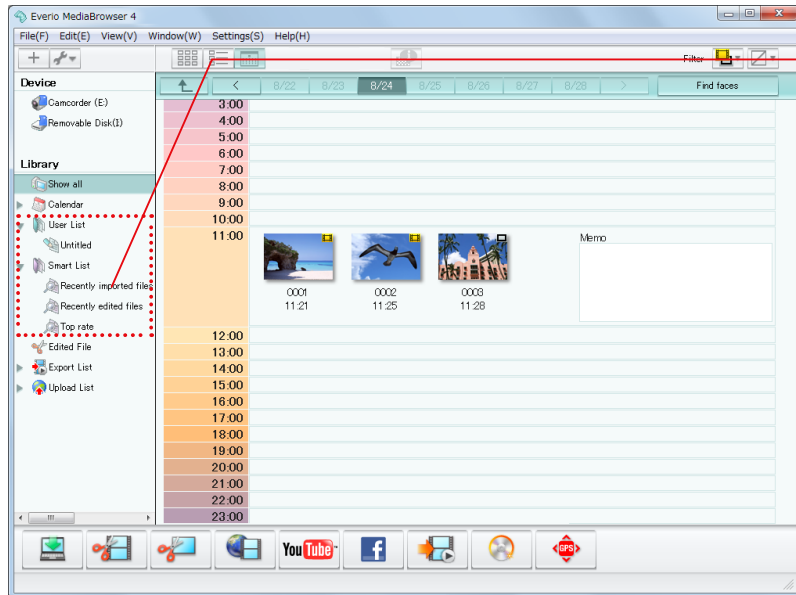 Everio MediaBrowser 4
File(F) Edit(E) View(V) Window(W) Settings(S) Help(H)
Filter
Device
Camcorder (E:)
Removable Disk(I)
Library
Show all
Calendar
User List
Untitled
Smart List
Recently imported files
Recently edited files
Top rate
Edited File
Export List
Upload List
8/22 8/23 8/24 8/25 8/26 8/27 8/28 Find faces
3:00
4:00
5:00
6:00
7:00
8:00
9:00
10:00
11:00
0001 0002 0003
11:21 11:25 11:28
Memo
12:00
13:00
14:00
15:00
16:00
17:00
18:00
19:00
20:00
21:00
22:00
23:00
You Tube f GPS